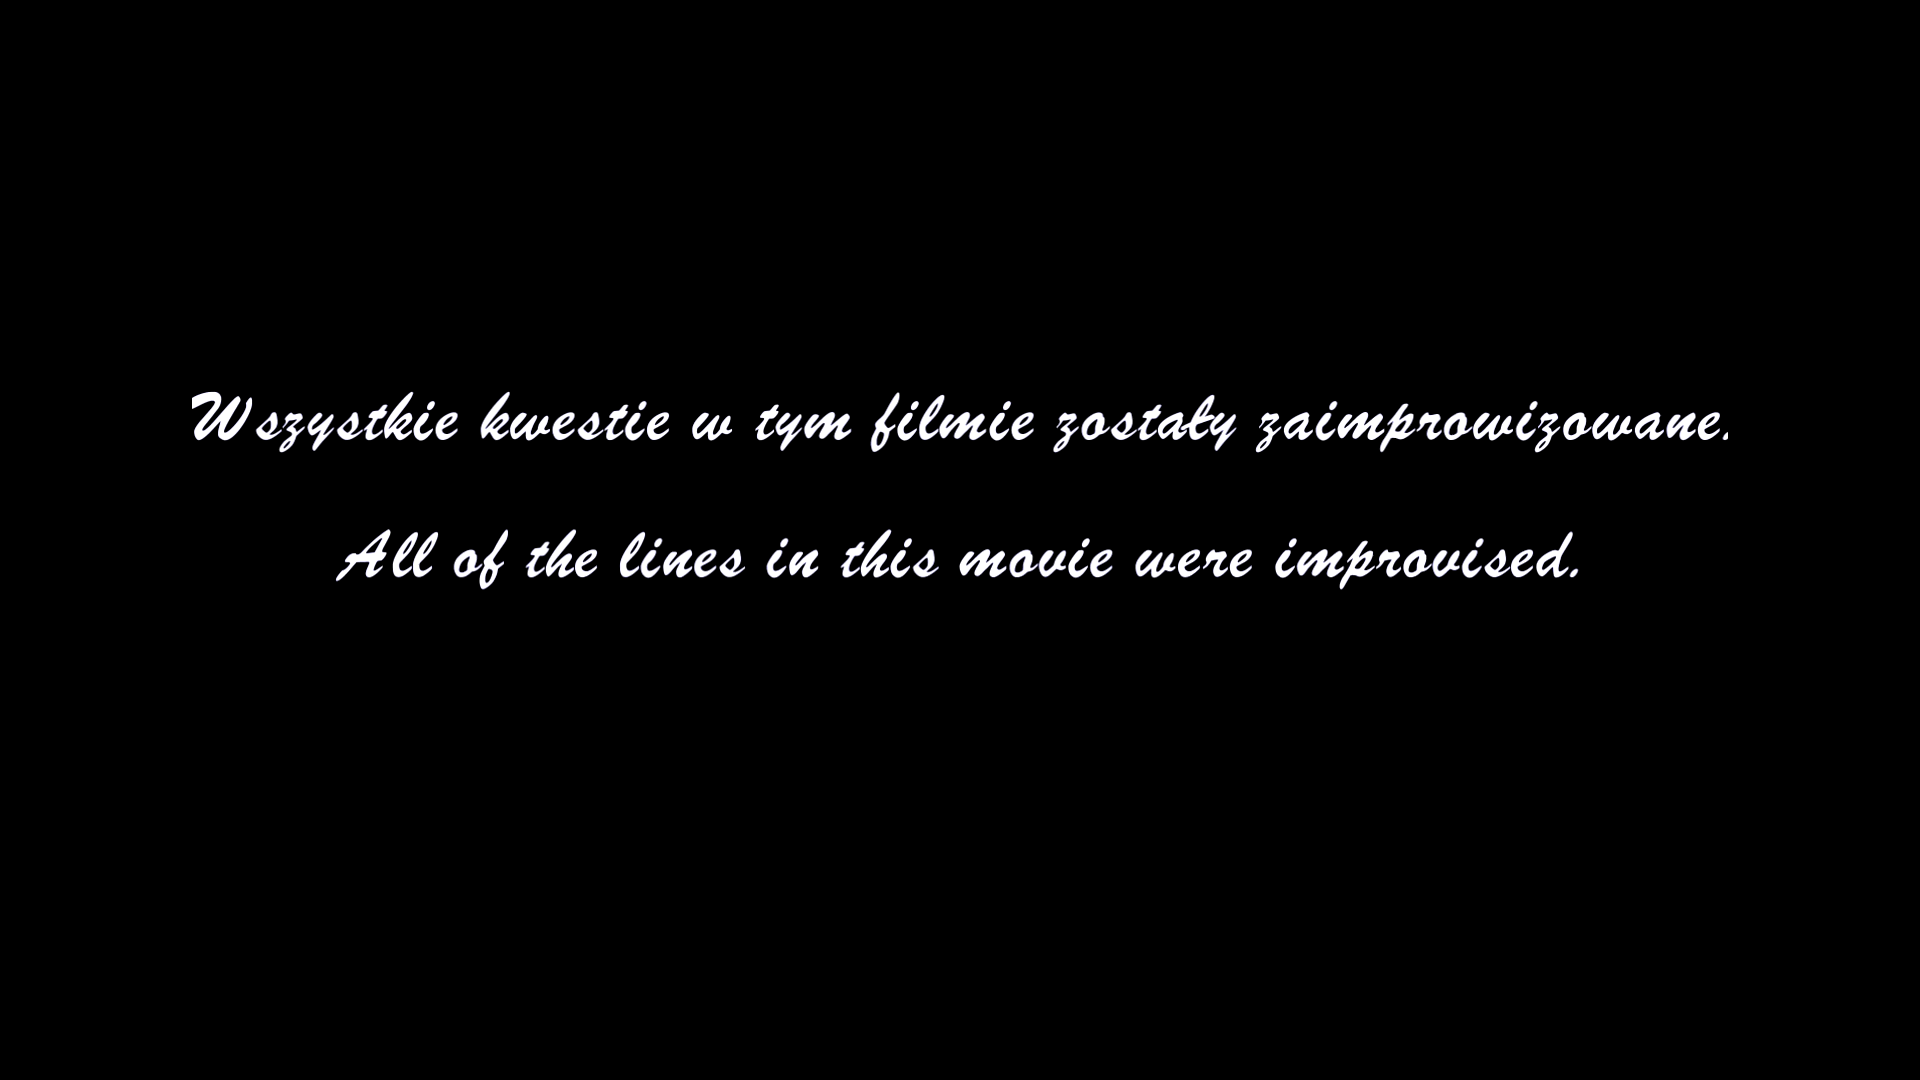 Wszystkie kwestie w tym filmie zostały zaimprowizowane.
All of the lines in this movie were improvised.